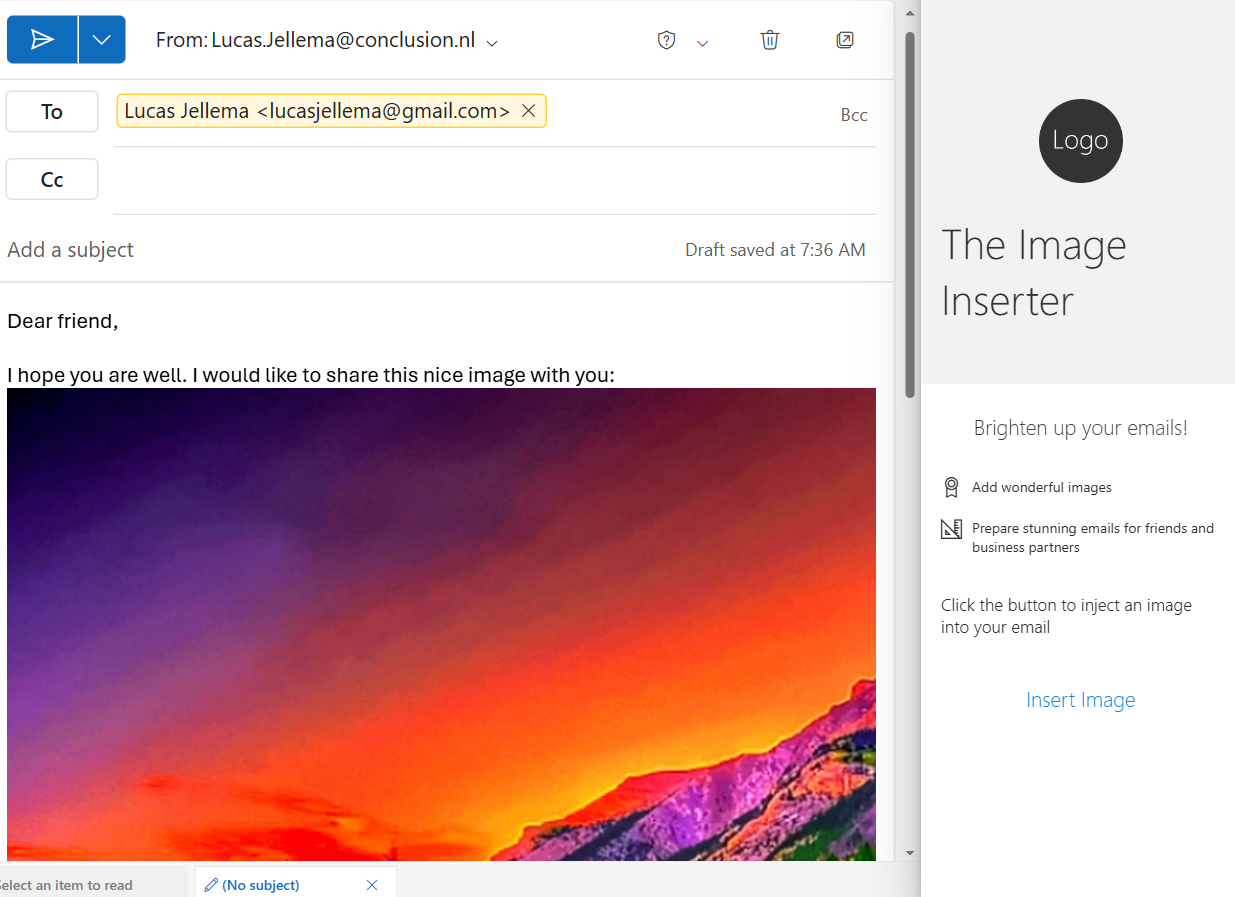 From: Lucas.Jellema@conclusion.nl
To
Lucas Jellema <lucasjellema@gmail.com>
Bcc
Cc
Add a subject
Draft saved at 7:36 AM
Dear friend,
I hope you are well. I would like to share this nice image with you:
elect an item to read
(No subject)
Logo
The Image
Inserter
Brighten up your emails!
Add wonderful images
Prepare stunning emails for friends and
business partners
Click the button to inject an image
into your email
Insert Image